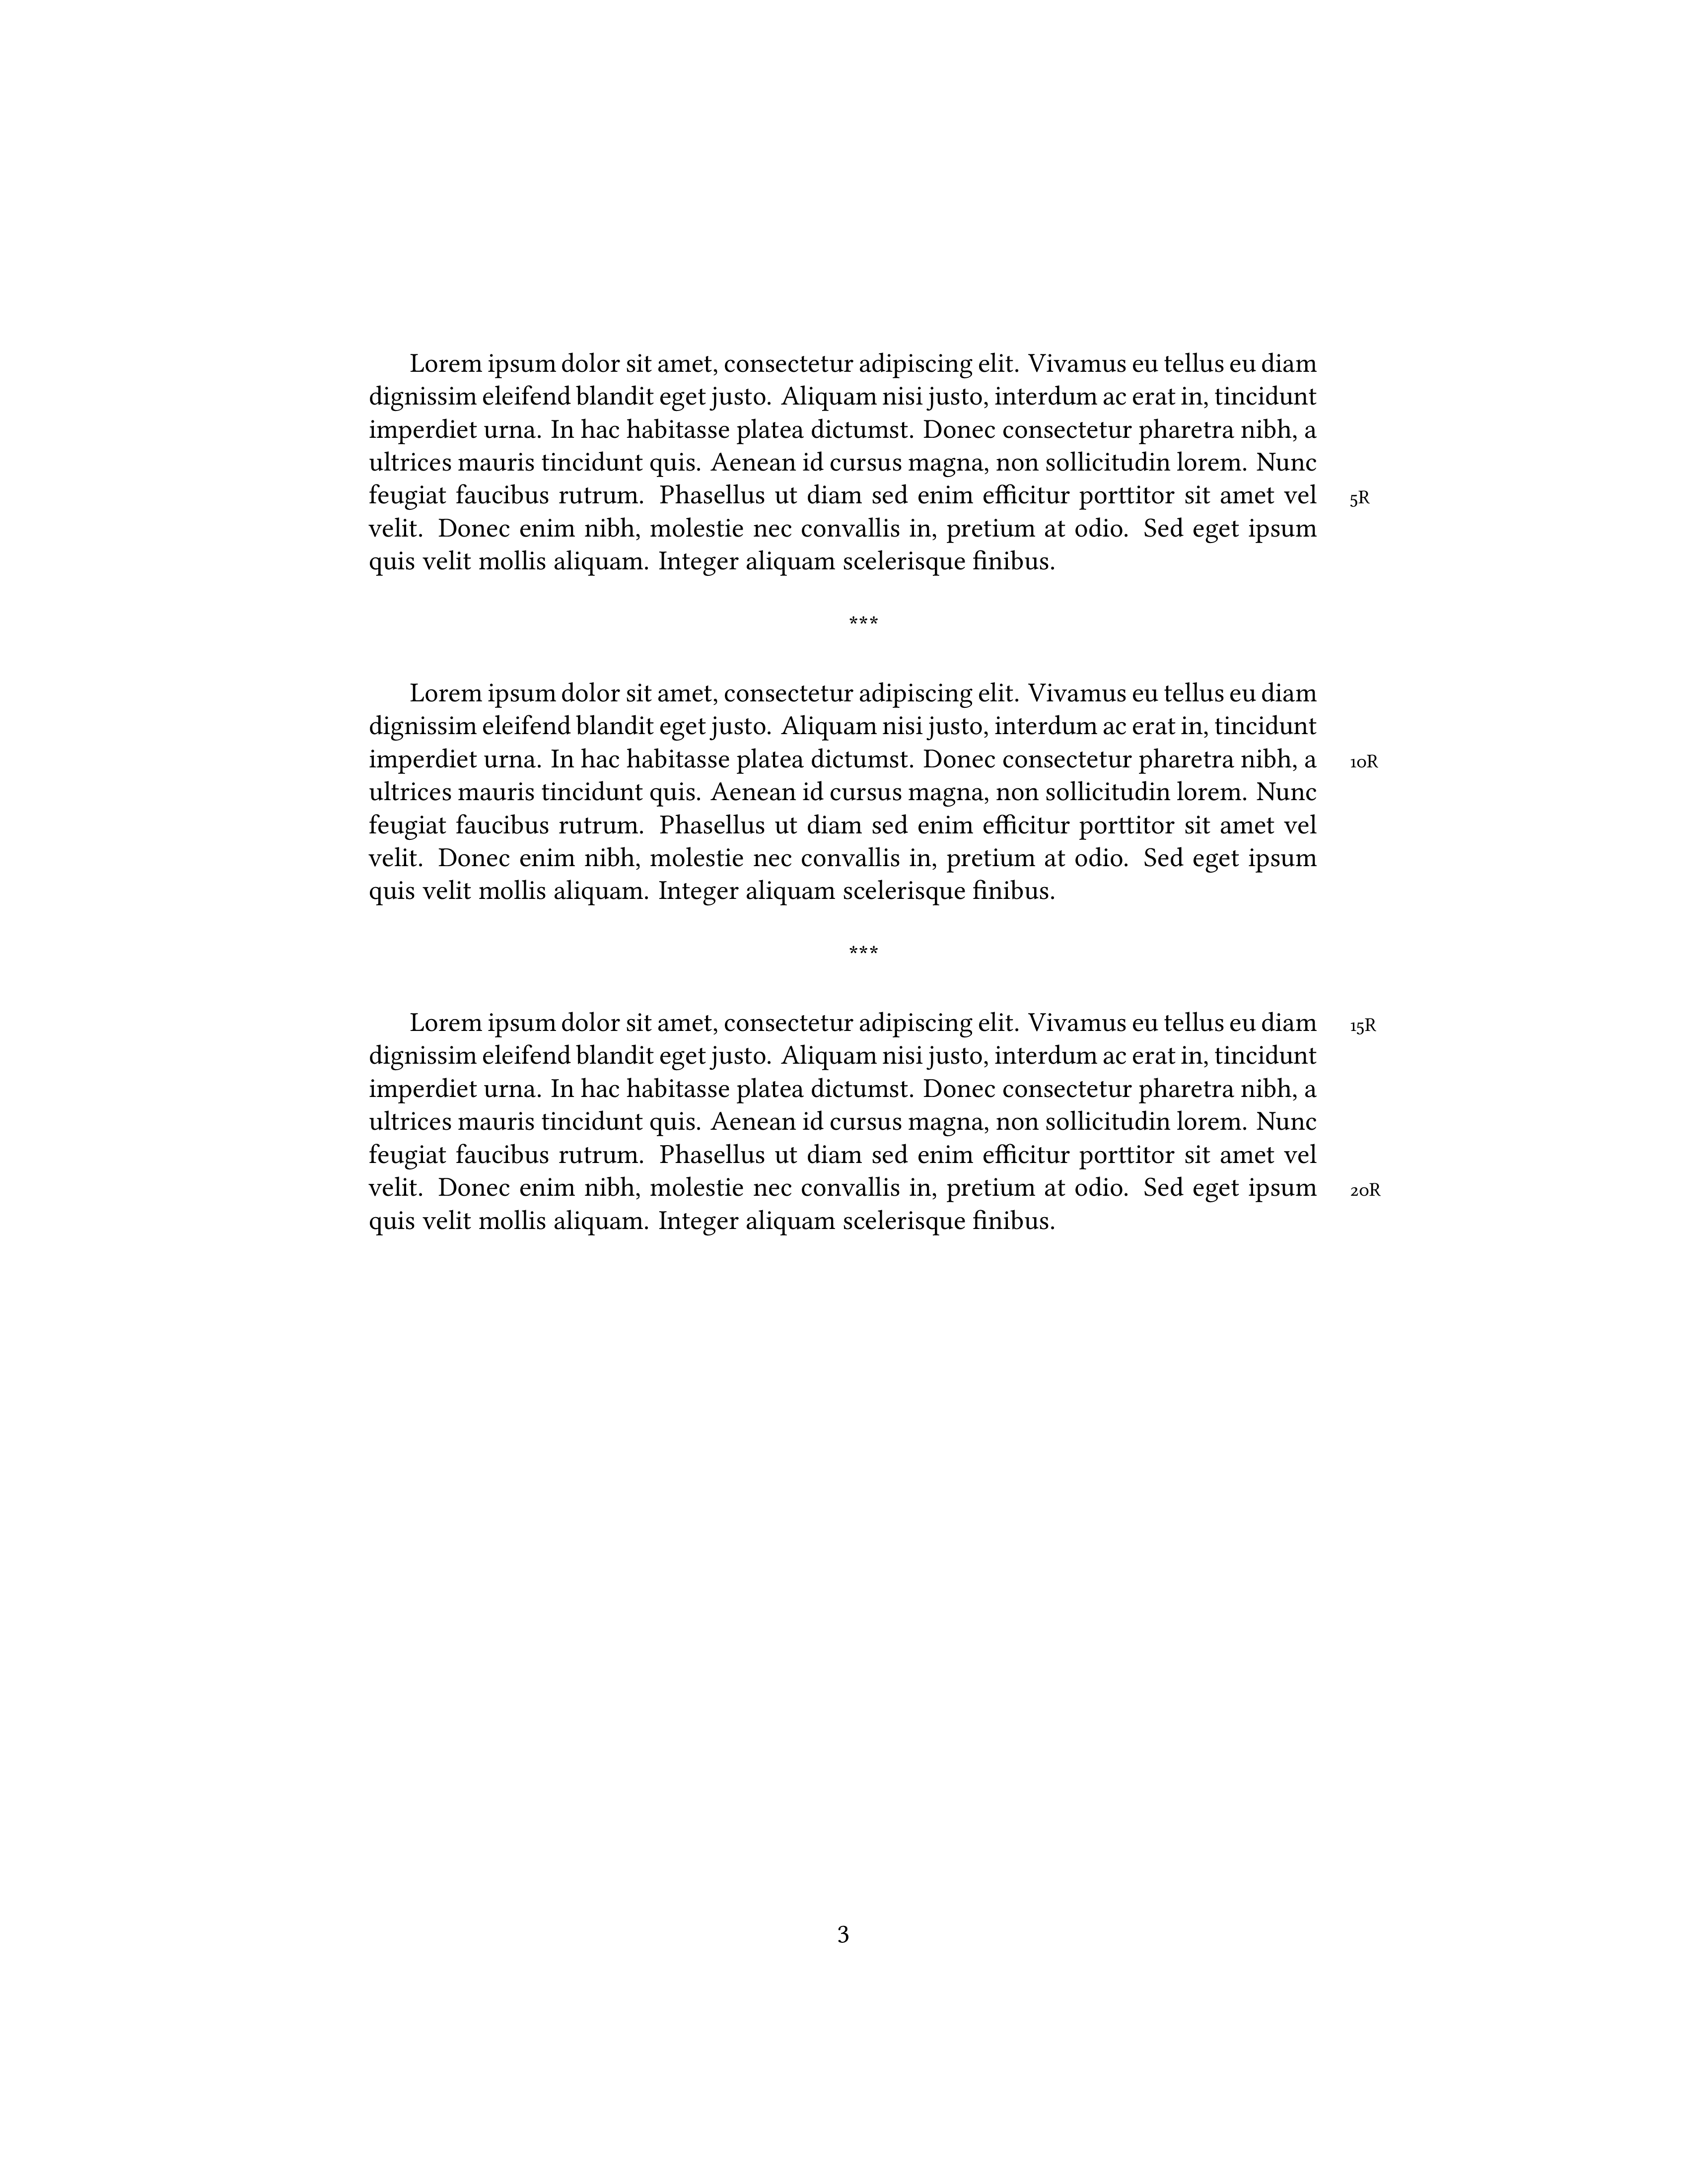 Lorem ipsum dolor sit amet, consectetur adipiscing elit. Vivamus eu tellus eu diam
dignissim eleifend blandit eget justo. Aliquam nisi justo, interdum ac erat in, tincidunt
imperdiet urna. In hac habitasse platea dictumst. Donec consectetur pharetra nibh, a
ultrices mauris tincidunt quis. Aenean id cursus magna, non sollicitudin lorem. Nunc
feugiat faucibus rutrum. Phasellus ut diam sed enim efficitur porttitor sit amet vel 5R
velit. Donec enim nibh, molestie nec convallis in, pretium at odio. Sed eget ipsum
quis velit mollis aliquam. Integer aliquam scelerisque finibus.
***
Lorem ipsum dolor sit amet, consectetur adipiscing elit. Vivamus eu tellus eu diam
dignissim eleifend blandit eget justo. Aliquam nisi justo, interdum ac erat in, tincidunt
imperdiet urna. In hac habitasse platea dictumst. Donec consectetur pharetra nibh, a 10R
ultrices mauris tincidunt quis. Aenean id cursus magna, non sollicitudin lorem. Nunc
feugiat faucibus rutrum. Phasellus ut diam sed enim efficitur porttitor sit amet vel
velit. Donec enim nibh, molestie nec convallis in, pretium at odio. Sed eget ipsum
quis velit mollis aliquam. Integer aliquam scelerisque finibus.
***
Lorem ipsum dolor sit amet, consectetur adipiscing elit. Vivamus eu tellus eu diam 15R
dignissim eleifend blandit eget justo. Aliquam nisi justo, interdum ac erat in, tincidunt
imperdiet urna. In hac habitasse platea dictumst. Donec consectetur pharetra nibh, a
ultrices mauris tincidunt quis. Aenean id cursus magna, non sollicitudin lorem. Nunc
feugiat faucibus rutrum. Phasellus ut diam sed enim efficitur porttitor sit amet vel
velit. Donec enim nibh, molestie nec convallis in, pretium at odio. Sed eget ipsum 20R
quis velit mollis aliquam. Integer aliquam scelerisque finibus.
3